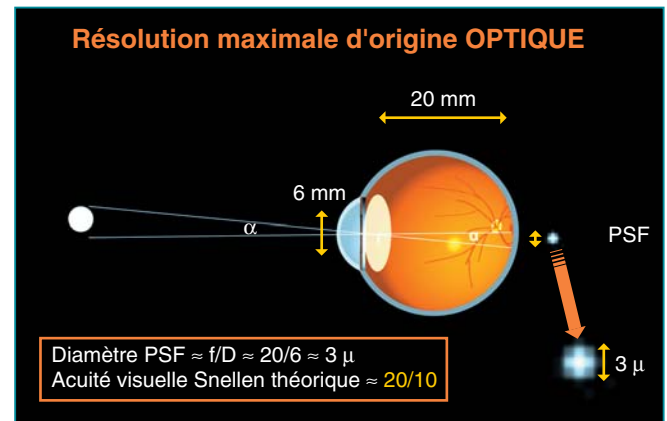 Résolution maximale d'origine OPTIQUE
20 mm
6 mm
α
α
PSF
3 μ
Diamètre PSF ≈ f/D ≈ 20/6 ≈ 3 μ
Acuité visuelle Snellen théorique ≈ 20/10